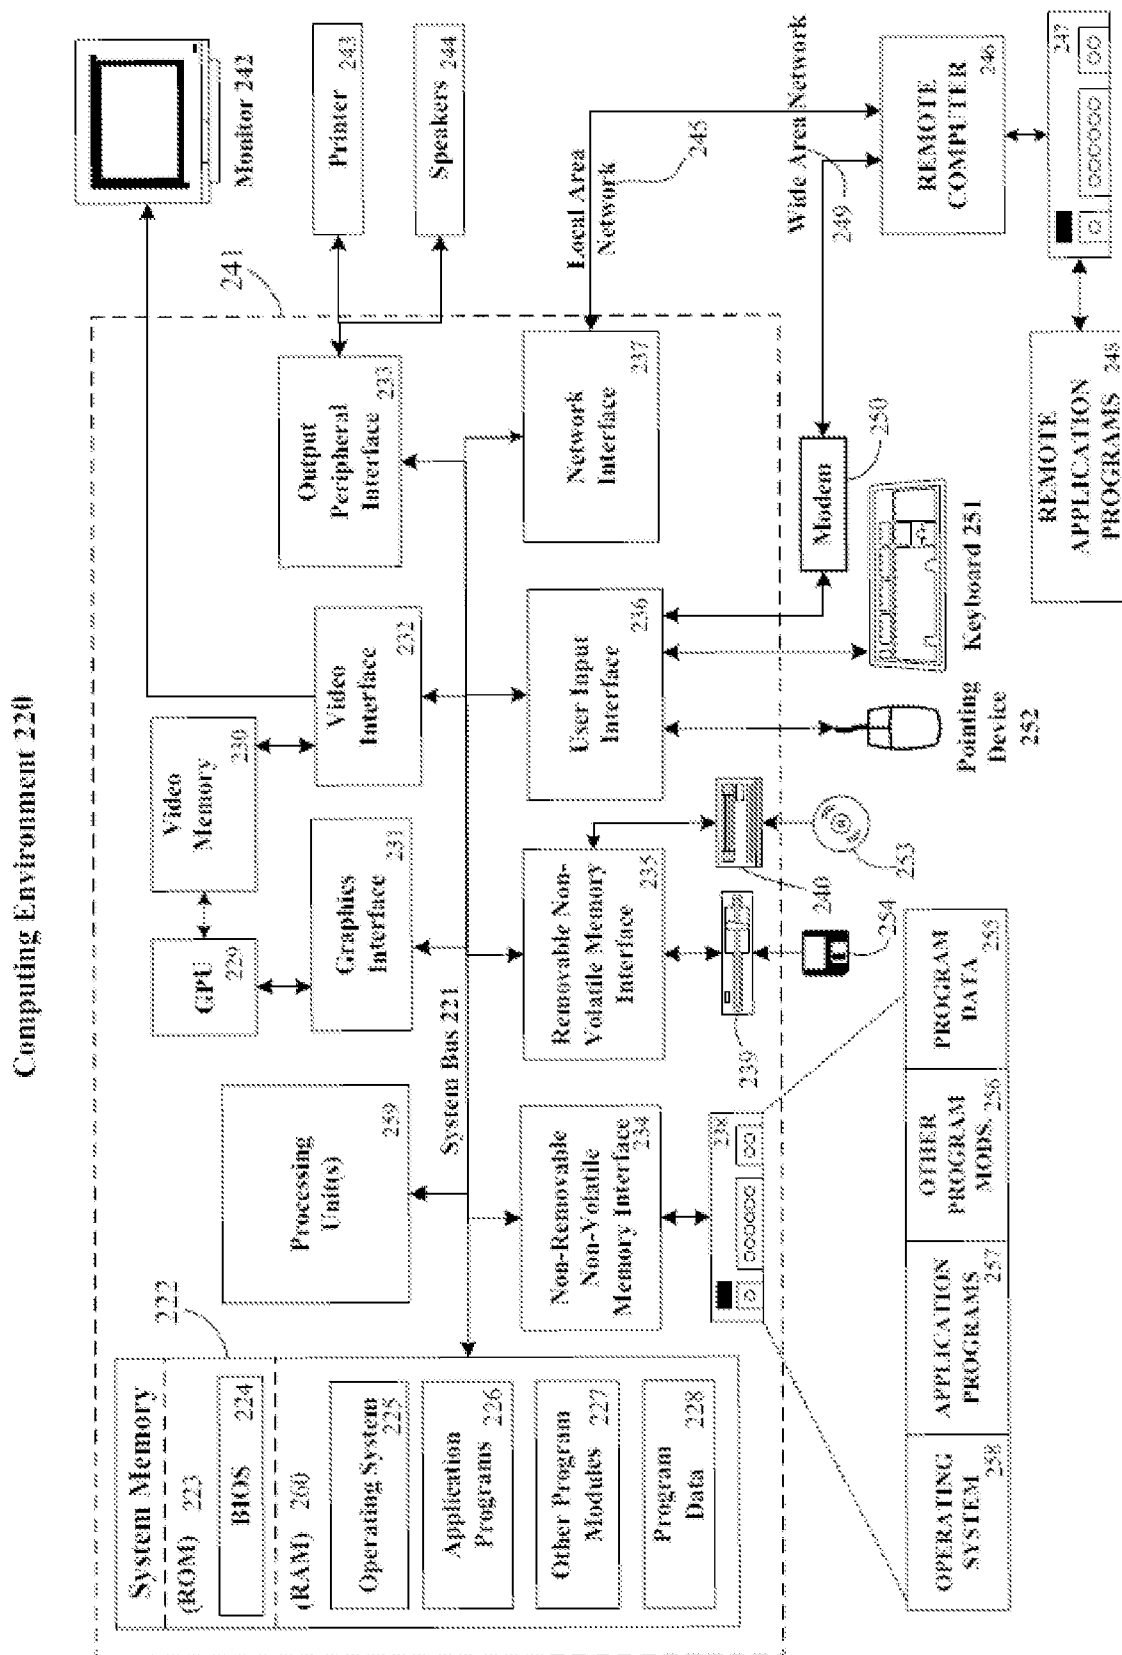 Computing Environment 220
System Memory
222
(ROM) 223
BIOS 224
(RAM) 260
Operating System
225
Application
Programs 226
Other Program
Modules 227
Program
Data 228
Processing
Unit(s)
259
System Bus 221
GPU
229
Video
Memory
230
Graphics
Interface
231
Video
Interface
232
Output
Peripheral
Interface
233
241
Monitor 242
Printer
243
Speakers
244
Non-Removable
Non-Volatile
Memory Interface
234
Removable Non-
Volatile Memory
Interface
235
User Input
Interface
236
Network
Interface
237
Local Area
Network
245
Wide Area Network
249
REMOTE
COMPUTER
246
247
238
239
240
254
253
Pointing
Device
252
Keyboard 251
Modem
250
REMOTE
APPLICATION
PROGRAMS 248
OPERATING
SYSTEM
258
APPLICATION
PROGRAMS
257
OTHER
PROGRAM
MODS. 256
PROGRAM
DATA
255